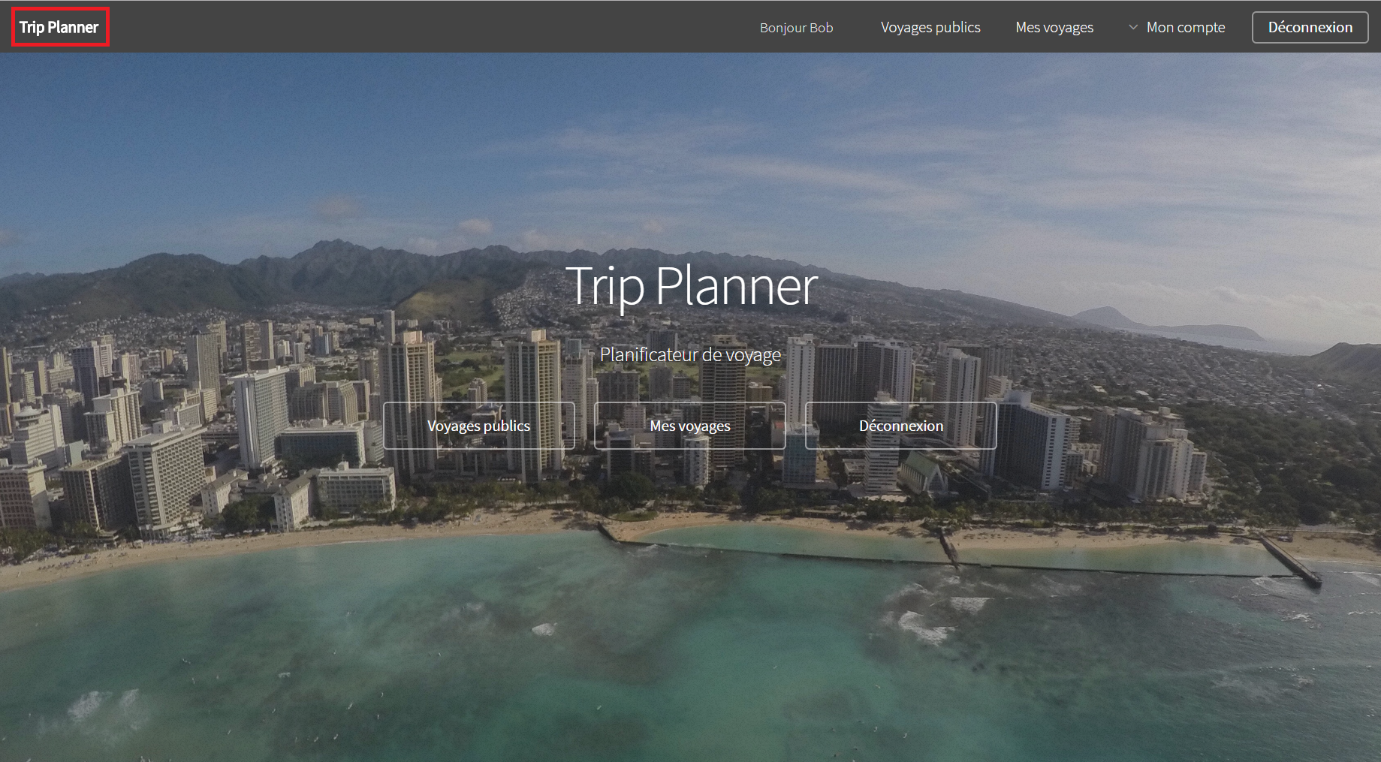 Trip Planner
Bonjour Bob
Voyages publics
Mes voyages
Mon compte
Déconnexion
Trip Planner
Planificateur de voyage
Voyages publics
Mes voyages
Déconnexion